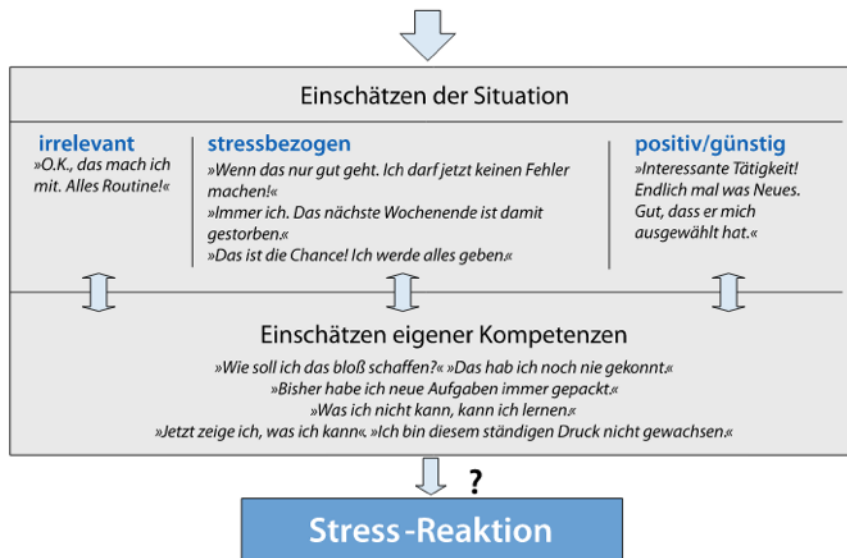 Einschätzen der Situation
irrelevant
»O.K., das mach ich
mit. Alles Routine!«
stressbezogen
»Wenn das nur gut geht. Ich darf jetzt keinen Fehler
machen!«
»Immer ich. Das nächste Wochenende ist damit
gestorben.«
»Das ist die Chance! Ich werde alles geben.«
positiv/günstig
»Interessante Tätigkeit!
Endlich mal was Neues.
Gut, dass er mich
ausgewählt hat.«
Einschätzen eigener Kompetenzen
»Wie soll ich das bloß schaffen?« »Das hab ich noch nie gekonnt.«
»Bisher habe ich neue Aufgaben immer gepackt.«
»Was ich nicht kann, kann ich lernen.«
»Jetzt zeige ich, was ich kann«. »Ich bin diesem ständigen Druck nicht gewachsen.«
?
Stress-Reaktion